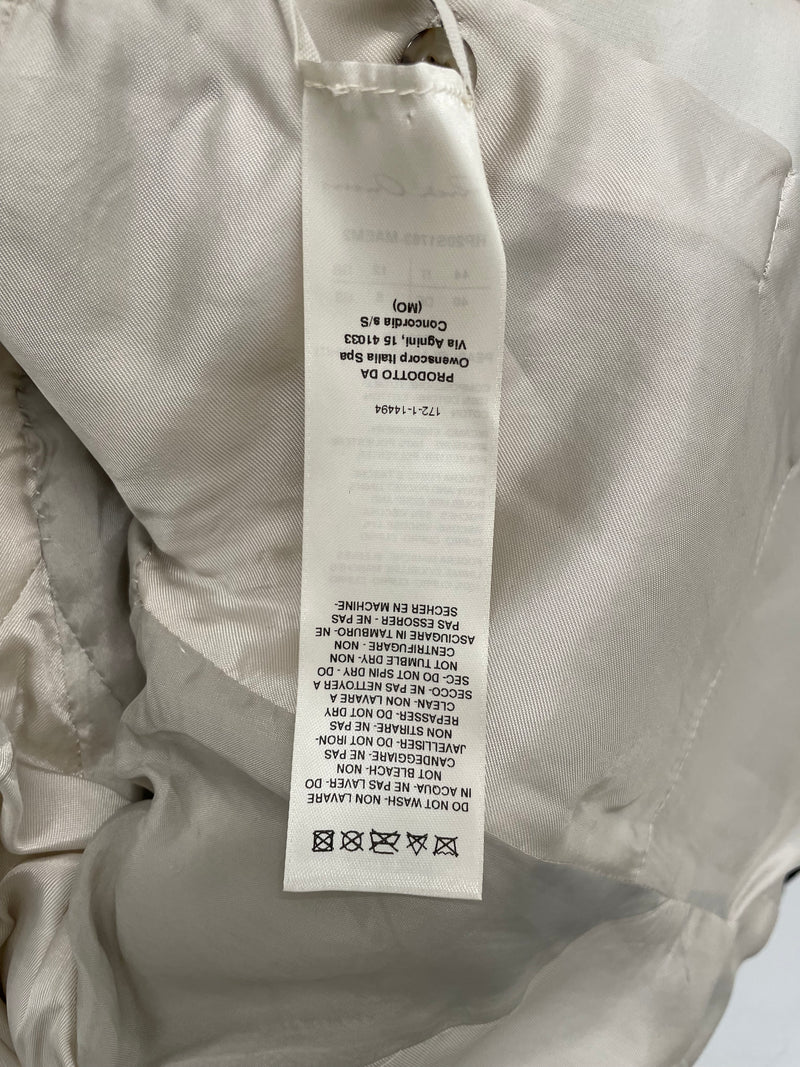 DO NOT WASH- NON LAVARE
IN ACQUA- NE PAS LAVER- DO
NOT BLEACH- NON
CANDEGGIARE- NE PAS
JAVELLISER- DO NOT IRON-
NON STIRARE- NE PAS
REPASSER- DO NOT DRY
CLEAN- NON LAVARE A
SECCO- NE PAS NETTOYER A
SEC- DO NOT SPIN DRY - DO
NOT TUMBLE DRY- NON
CENTRIFUGARE- NON
ASCIUGARE IN TAMBURO- NE
PAS ESSORER - NE PAS
SECHER EN MACHINE-
172-1-14494
PRODOTTO DA
Owenscorp Italia Spa
Via Agnini, 15 41033
Concordia s/S
(MO)